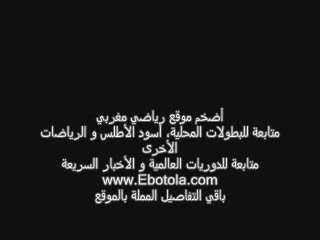 أضخم موقع رياضي مغربي
متابعة للبطولات المحلية، أسود الأطلس و الرياضات
الأخرى
متابعة للدوريات العالمية و الأخبار السريعة
www.Ebotola.com
باقي التفاصيل المملة بالموقع